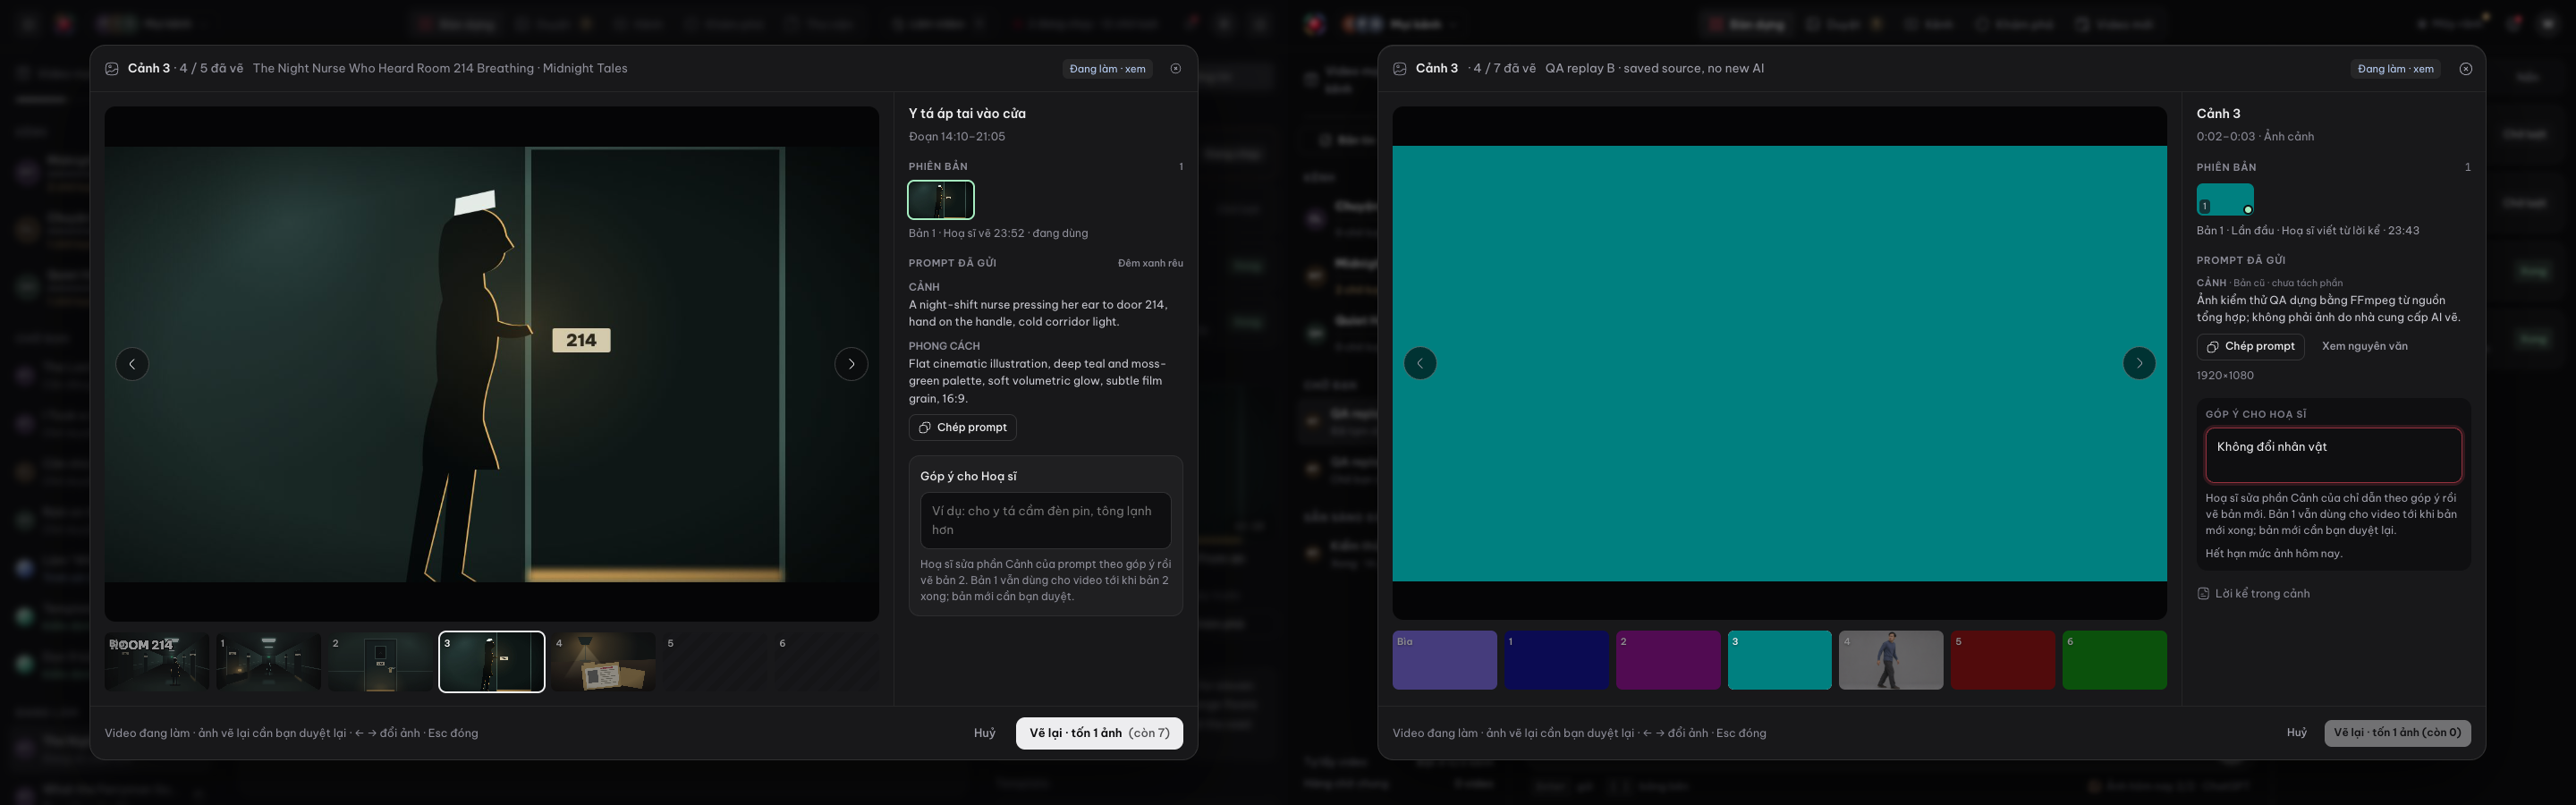 Cảnh 3 · 4 / 5 đã vẽ The Night Nurse Who Heard Room 214 Breathing · Midnight Tales
Đang làm · xem
214
ROOM 214
1
2
3
4
5
6
Y tá áp tai vào cửa
Đoạn 14:10–21:05
PHIÊN BẢN 1
Bản 1 · Hoạ sĩ vẽ 23:52 · đang dùng
PROMPT ĐÃ GỬI Đêm xanh rêu
CẢNH
A night-shift nurse pressing her ear to door 214,
hand on the handle, cold corridor light.
PHONG CÁCH
Flat cinematic illustration, deep teal and moss-
green palette, soft volumetric glow, subtle film
grain, 16:9.
Chép prompt
Góp ý cho Hoạ sĩ
Ví dụ: cho y tá cầm đèn pin, tông lạnh
hơn
Hoạ sĩ sửa phần Cảnh của prompt theo góp ý rồi
vẽ bản 2. Bản 1 vẫn dùng cho video tới khi bản 2
xong; bản mới cần bạn duyệt.
Video đang làm · ảnh vẽ lại cần bạn duyệt lại · ← → đổi ảnh · Esc đóng
Huỷ
Vẽ lại · tốn 1 ảnh (còn 7)
Cảnh 3 · 4 / 7 đã vẽ QA replay B · saved source, no new AI
Đang làm · xem
Bìa
1
2
3
4
5
6
Cảnh 3
0:02–0:03 · Ảnh cảnh
PHIÊN BẢN 1
1
Bản 1 · Lần đầu · Hoạ sĩ viết từ lời kể · 23:43
PROMPT ĐÃ GỬI
CẢNH · Bản cũ · chưa tách phần
Ảnh kiểm thử QA dựng bằng FFmpeg từ nguồn
tổng hợp; không phải ảnh do nhà cung cấp AI vẽ.
Chép prompt
Xem nguyên văn
1920×1080
GÓP Ý CHO HOẠ SĨ
Không đổi nhân vật
Hoạ sĩ sửa phần Cảnh của chỉ dẫn theo góp ý rồi
vẽ bản mới. Bản 1 vẫn dùng cho video tới khi bản
mới xong; bản mới cần bạn duyệt lại.
Hết hạn mức ảnh hôm nay.
Lời kể trong cảnh
Video đang làm · ảnh vẽ lại cần bạn duyệt lại · ← → đổi ảnh · Esc đóng
Huỷ
Vẽ lại · tốn 1 ảnh (còn 0)